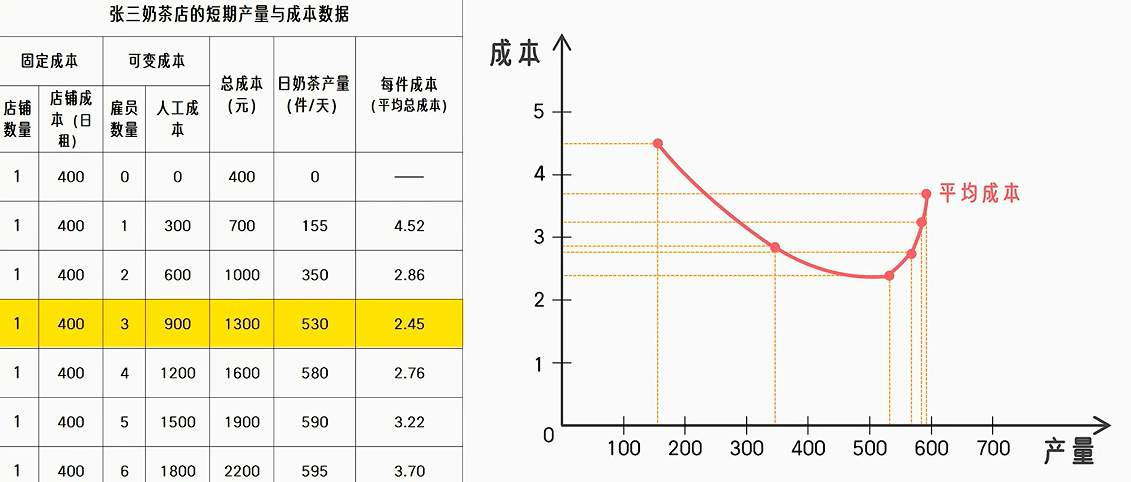 张三奶茶店的短期产量与成本数据
固定成本 可变成本 总成本（元） 日奶茶产量（件/天） 每件成本（平均总成本）
店铺数量 店铺成本（日租） 雇员数量 人工成本
1 400 0 0 400 0 ——
1 400 1 300 700 155 4.52
1 400 2 600 1000 350 2.86
1 400 3 900 1300 530 2.45
1 400 4 1200 1600 580 2.76
1 400 5 1500 1900 590 3.22
1 400 6 1800 2200 595 3.70
成本
5
4
3
2
1
0
100 200 300 400 500 600 700
产量
平均成本